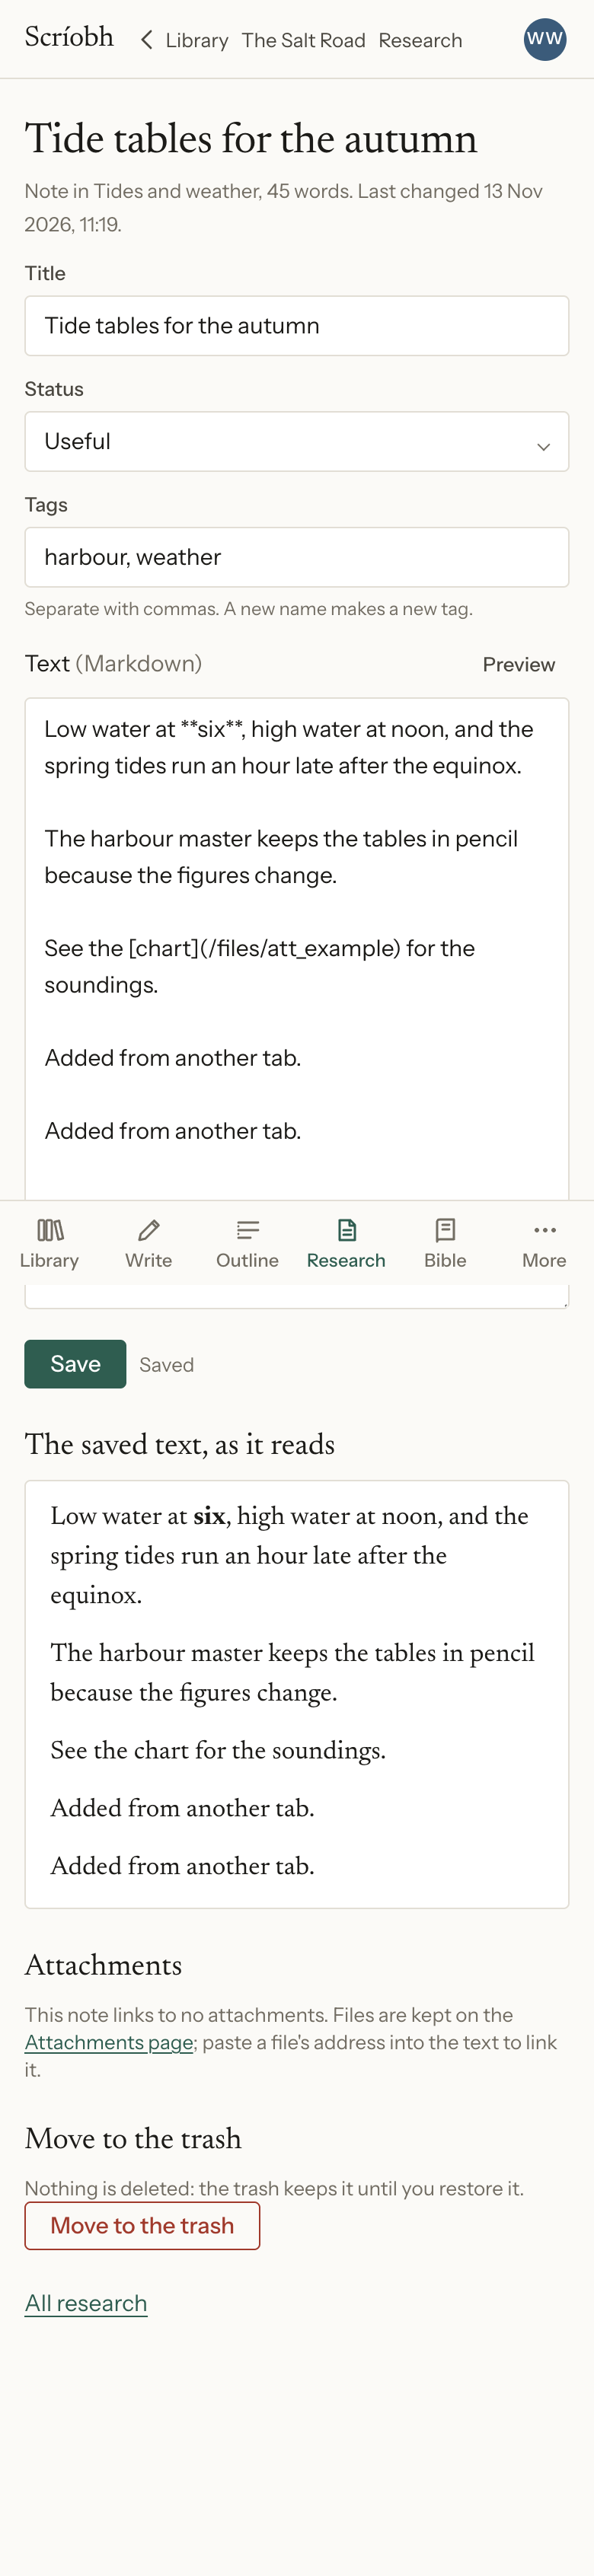 Scríobh
Library The Salt Road Research
WW
Tide tables for the autumn
Note in Tides and weather, 45 words. Last changed 13 Nov
2026, 11:19.
Title
Tide tables for the autumn
Status
Useful
Tags
harbour, weather
Separate with commas. A new name makes a new tag.
Text (Markdown)
Preview
Low water at **six**, high water at noon, and the
spring tides run an hour late after the equinox.
The harbour master keeps the tables in pencil
because the figures change.
See the [chart](/files/att_example) for the
soundings.
Added from another tab.
Added from another tab.
Library Write Outline Research Bible More
Save Saved
The saved text, as it reads
Low water at six, high water at noon, and the
spring tides run an hour late after the
equinox.
The harbour master keeps the tables in pencil
because the figures change.
See the chart for the soundings.
Added from another tab.
Added from another tab.
Attachments
This note links to no attachments. Files are kept on the
Attachments page; paste a file's address into the text to link
it.
Move to the trash
Nothing is deleted: the trash keeps it until you restore it.
Move to the trash
All research